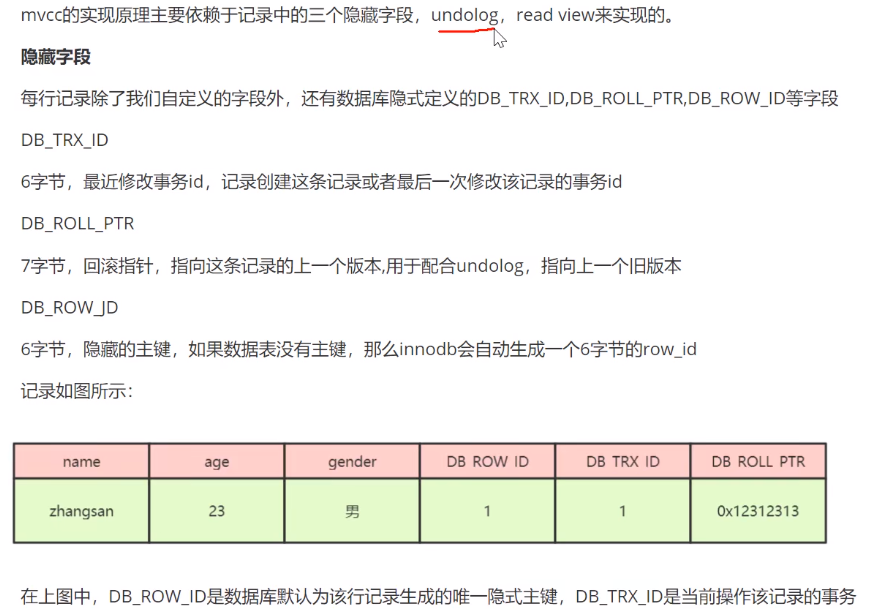 mvcc的实现原理主要依赖于记录中的三个隐藏字段，undolog，read view来实现的。
隐藏字段
每行记录除了我们自定义的字段外，还有数据库隐式定义的DB_TRX_ID,DB_ROLL_PTR,DB_ROW_ID等字段
DB_TRX_ID
6字节，最近修改事务id，记录创建这条记录或者最后一次修改该记录的事务id
DB_ROLL_PTR
7字节，回滚指针，指向这条记录的上一个版本,用于配合undolog，指向上一个旧版本
DB_ROW_JD
6字节，隐藏的主键，如果数据表没有主键，那么innodb会自动生成一个6字节的row_id
记录如图所示：
name age gender DB ROW ID DB TRX ID DB ROLL PTR
zhangsan 23 男 1 1 0x12312313
在上图中，DB_ROW_ID是数据库默认为该行记录生成的唯一隐式主键，DB_TRX_ID是当前操作该记录的事务